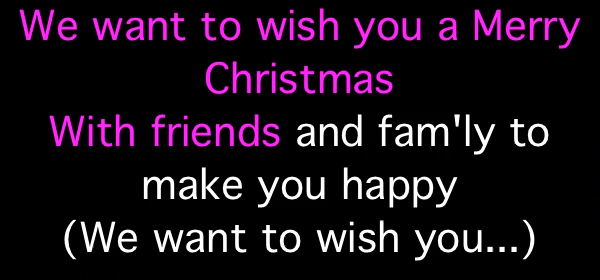 We want to wish you a Merry
Christmas
With friends and fam'ly to
make you happy
(We want to wish you...)